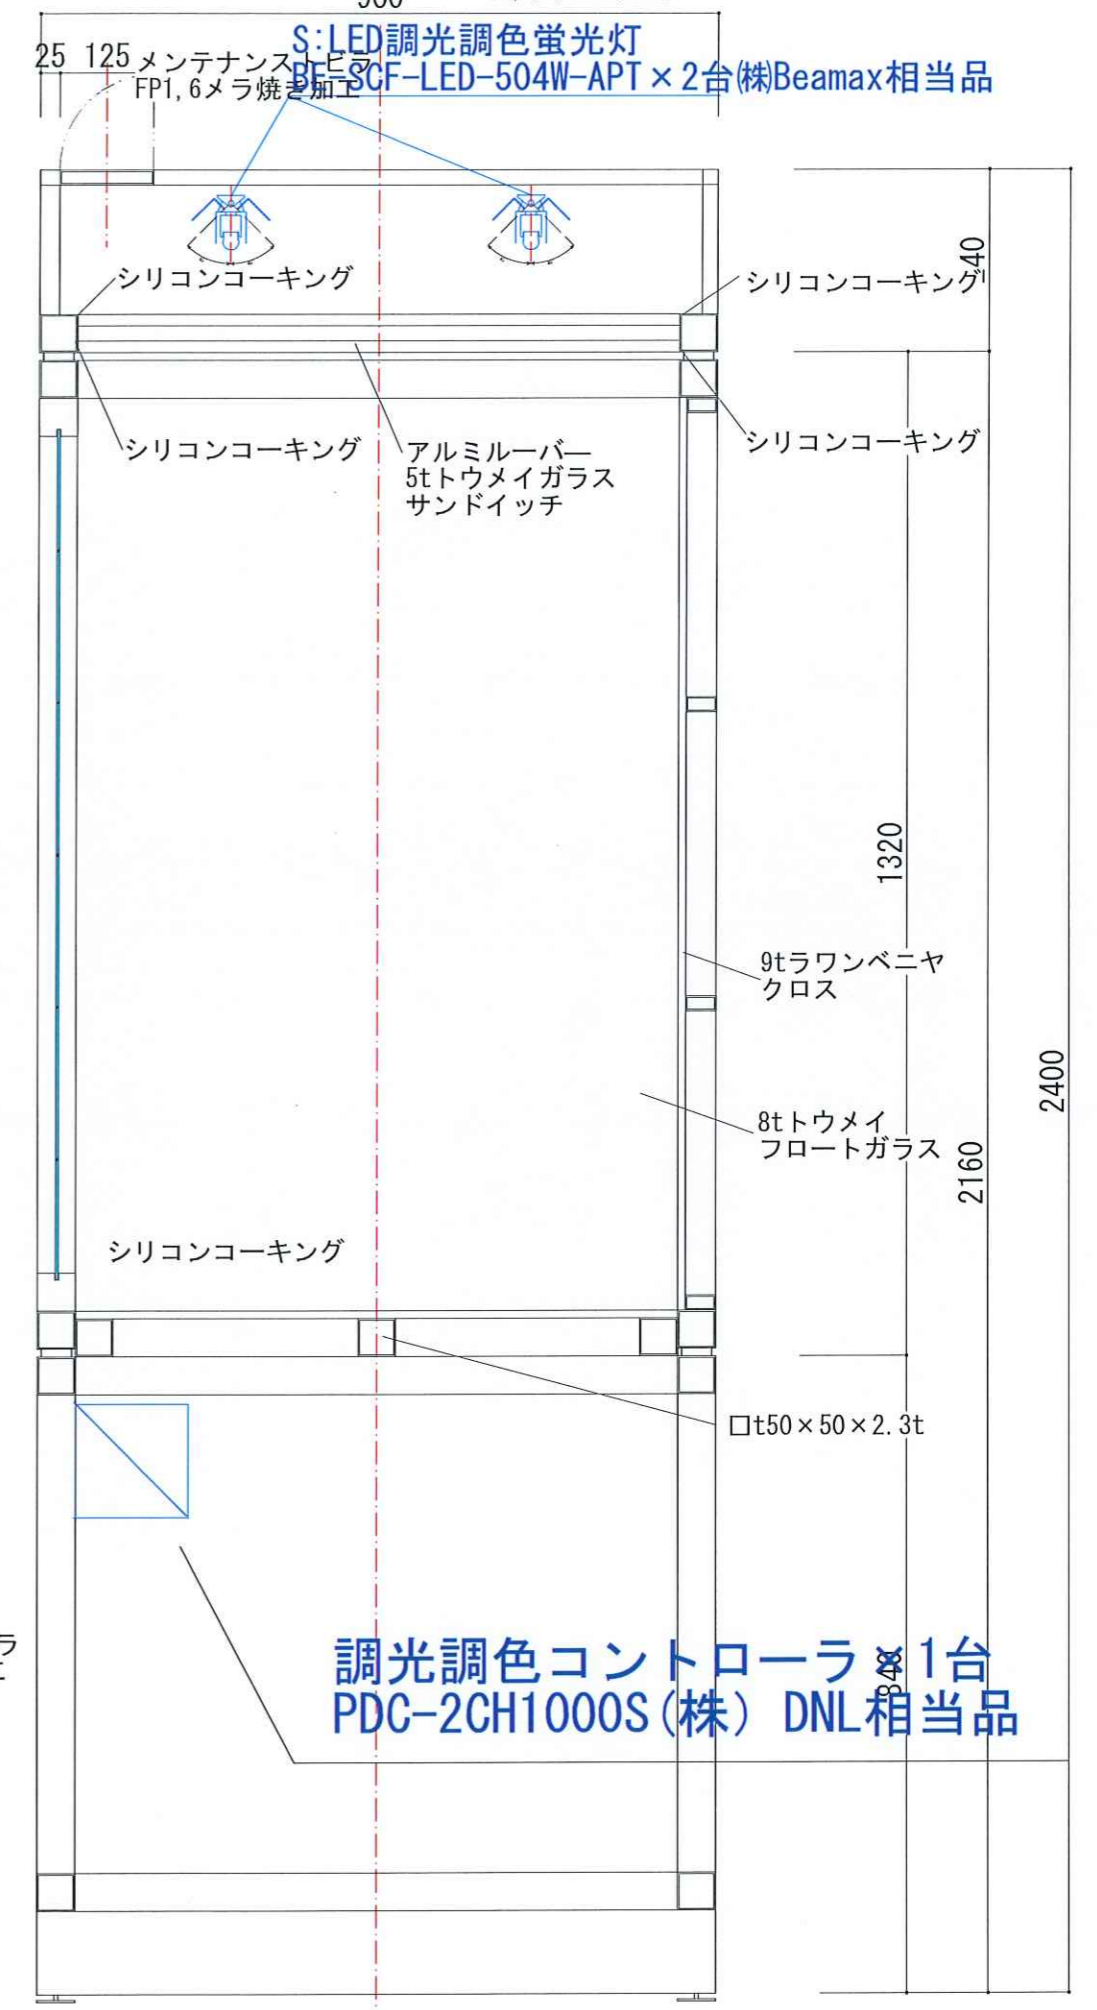 S:LED調光調色蛍光灯
BF-SCF-LED-504W-APT×2台㈱Beamax相当品
25
125
メンテナンストビラ
FP1,6メラ焼き加工
シリコンコーキング
シリコンコーキング
シリコンコーキング
アルミルーバー
5tトウメイガラス
サンドイッチ
シリコンコーキング
1320
9tラワンベニヤ
クロス
2400
8tトウメイ
フロートガラス
2160
シリコンコーキング
□t50×50×2.3t
ラ
調光調色コントローラ×1台
PDC-2CH1000S(株) DNL相当品